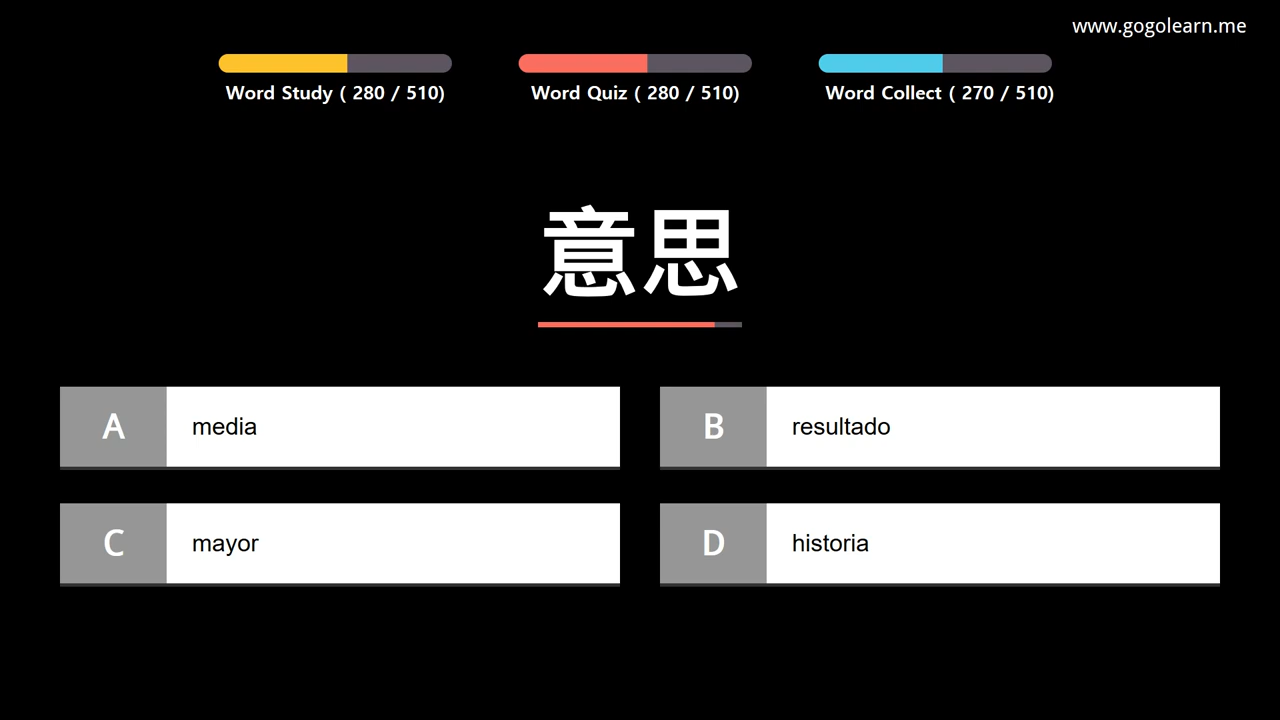 www.gogolearn.me
Word Study ( 280 / 510)
Word Quiz ( 280 / 510)
Word Collect ( 270 / 510)
意思
A media
B resultado
C mayor
D historia